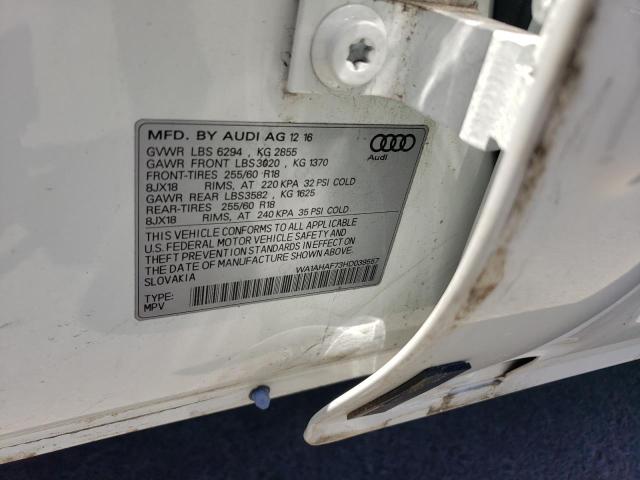 MFD. BY AUDI AG 12 16
GVWR LBS 6294 , KG 2855
GAWR FRONT LBS3020 , KG 1370
FRONT-TIRES 255/60 R18
8JX18 RIMS, AT 220 KPA 32 PSI COLD
GAWR REAR LBS3582 , KG 1625
REAR-TIRES 255/60 R18
8JX18 RIMS, AT 240 KPA 35 PSI COLD
Audi
THIS VEHICLE CONFORMS TO ALL APPLICABLE
U.S. FEDERAL MOTOR VEHICLE SAFETY AND
THEFT PREVENTION STANDARDS IN EFFECT ON
THE DATE OF MANUFACTURE SHOWN ABOVE.
SLOVAKIA
WA1AHAF73HD039567
TYPE:
MPV